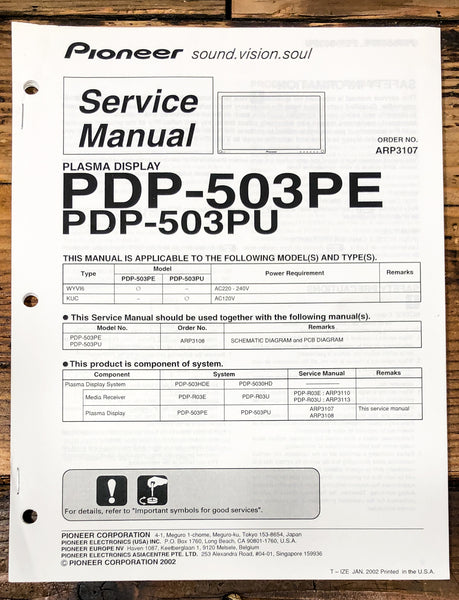 Pioneer sound.vision.soul
Service
Manual
Pioneer
ORDER NO.
ARP3107
PLASMA DISPLAY
PDP-503PE
PDP-503PU
THIS MANUAL IS APPLICABLE TO THE FOLLOWING MODEL(S) AND TYPE(S).
Type Model Power Requirement Remarks
PDP-503PE PDP-503PU
WYVI6 ○ – AC220 - 240V
KUC – ○ AC120V
● This Service Manual should be used together with the following manual(s).
Model No. Order No. Remarks
PDP-503PE
PDP-503PU ARP3108 SCHEMATIC DIAGRAM and PCB DIAGRAM
● This product is component of system.
Component System Service Manual Remaks
Plasma Display System PDP-503HDE PDP-5030HD
Media Receiver PDP-R03E PDP-R03U PDP-R03E : ARP3110
PDP-R03U : ARP3113
Plasma Display PDP-503PE PDP-503PU ARP3107
ARP3108 This service manual
For details, refer to "Important symbols for good services".
PIONEER CORPORATION 4-1, Meguro 1-chome, Meguro-ku, Tokyo 153-8654, Japan
PIONEER ELECTRONICS (USA) INC. P.O. Box 1760, Long Beach, CA 90801-1760, U.S.A.
PIONEER EUROPE NV Haven 1087, Keetberglaan 1, 9120 Melsele, Belgium
PIONEER ELECTRONICS ASIACENTRE PTE. LTD. 253 Alexandra Road, #04-01, Singapore 159936
© PIONEER CORPORATION 2002
T – IZE JAN. 2002 Printed in the U.S.A.